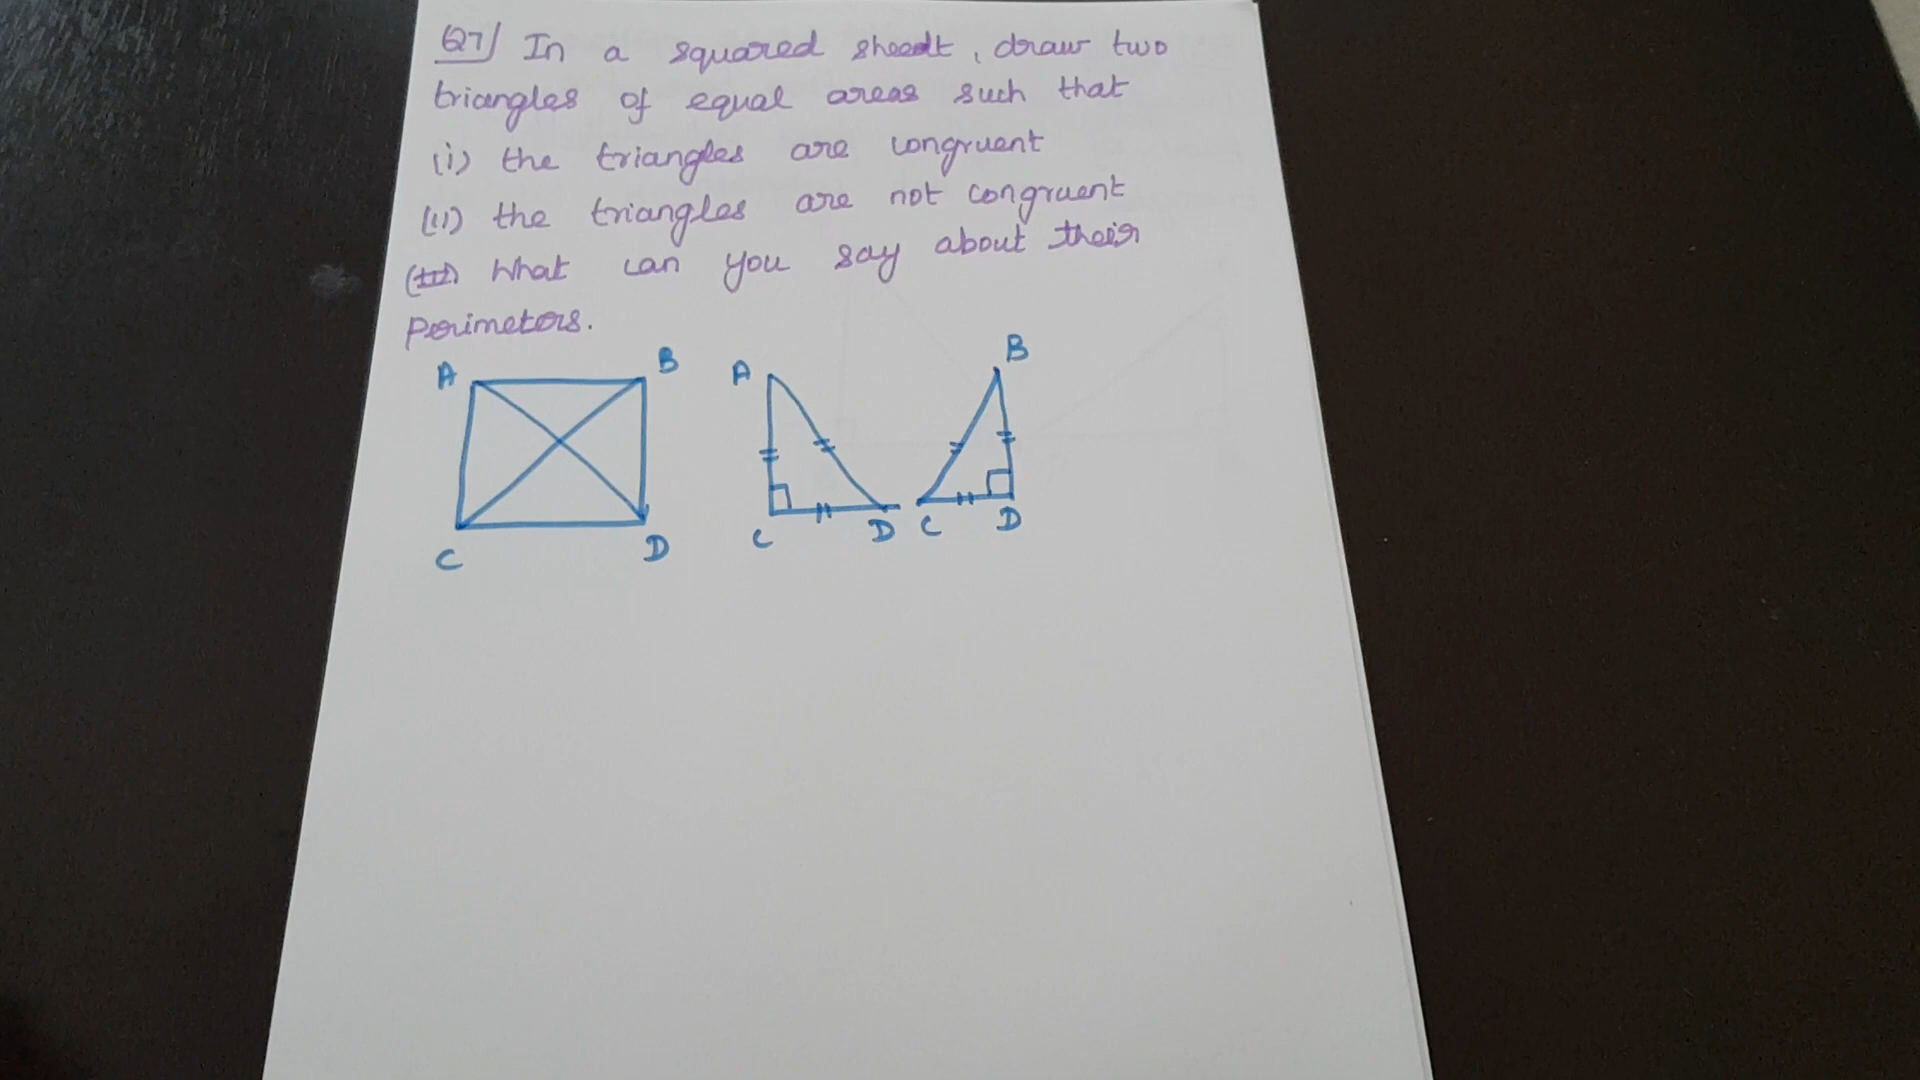 Q7) In a squared sheet, draw two
triangles of equal areas such that
(i) the triangles are congruent
(ii) the triangles are not congruent
(iii) What can you say about their
Perimeters.
A B
C D
A B
C D C D